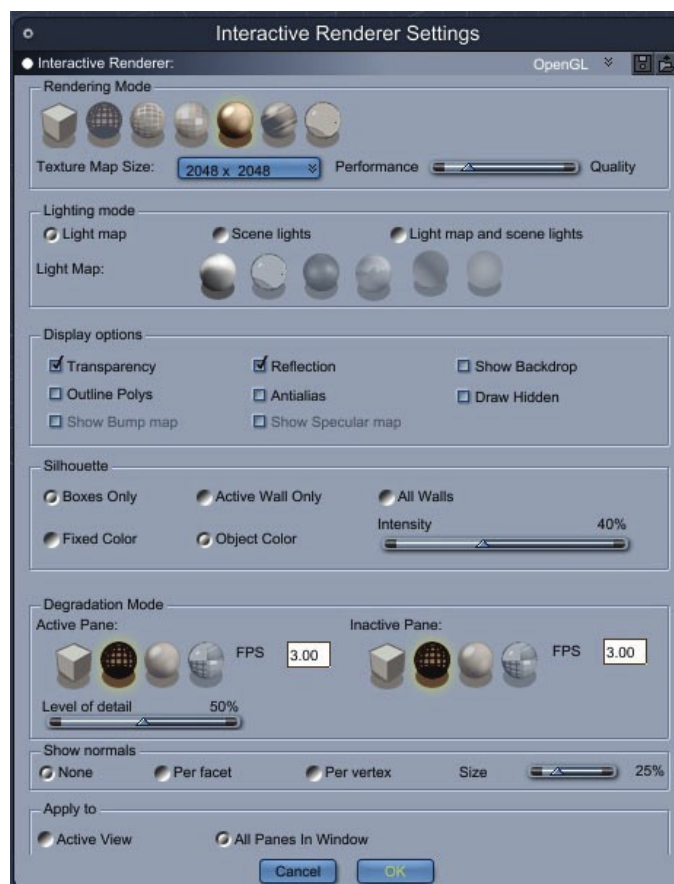 Interactive Renderer Settings
Interactive Renderer: OpenGL
Rendering Mode
Texture Map Size: 2048 x 2048 Performance Quality
Lighting mode
Light map Scene lights Light map and scene lights
Light Map:
Display options
Transparency Reflection Show Backdrop
Outline Polys Antialias Draw Hidden
Show Bump map Show Specular map
Silhouette
Boxes Only Active Wall Only All Walls
Intensity 40%
Fixed Color Object Color
Degradation Mode
Active Pane: Inactive Pane:
FPS 3.00 FPS 3.00
Level of detail 50%
Show normals
None Per facet Per vertex Size 25%
Apply to
Active View All Panes In Window
Cancel OK